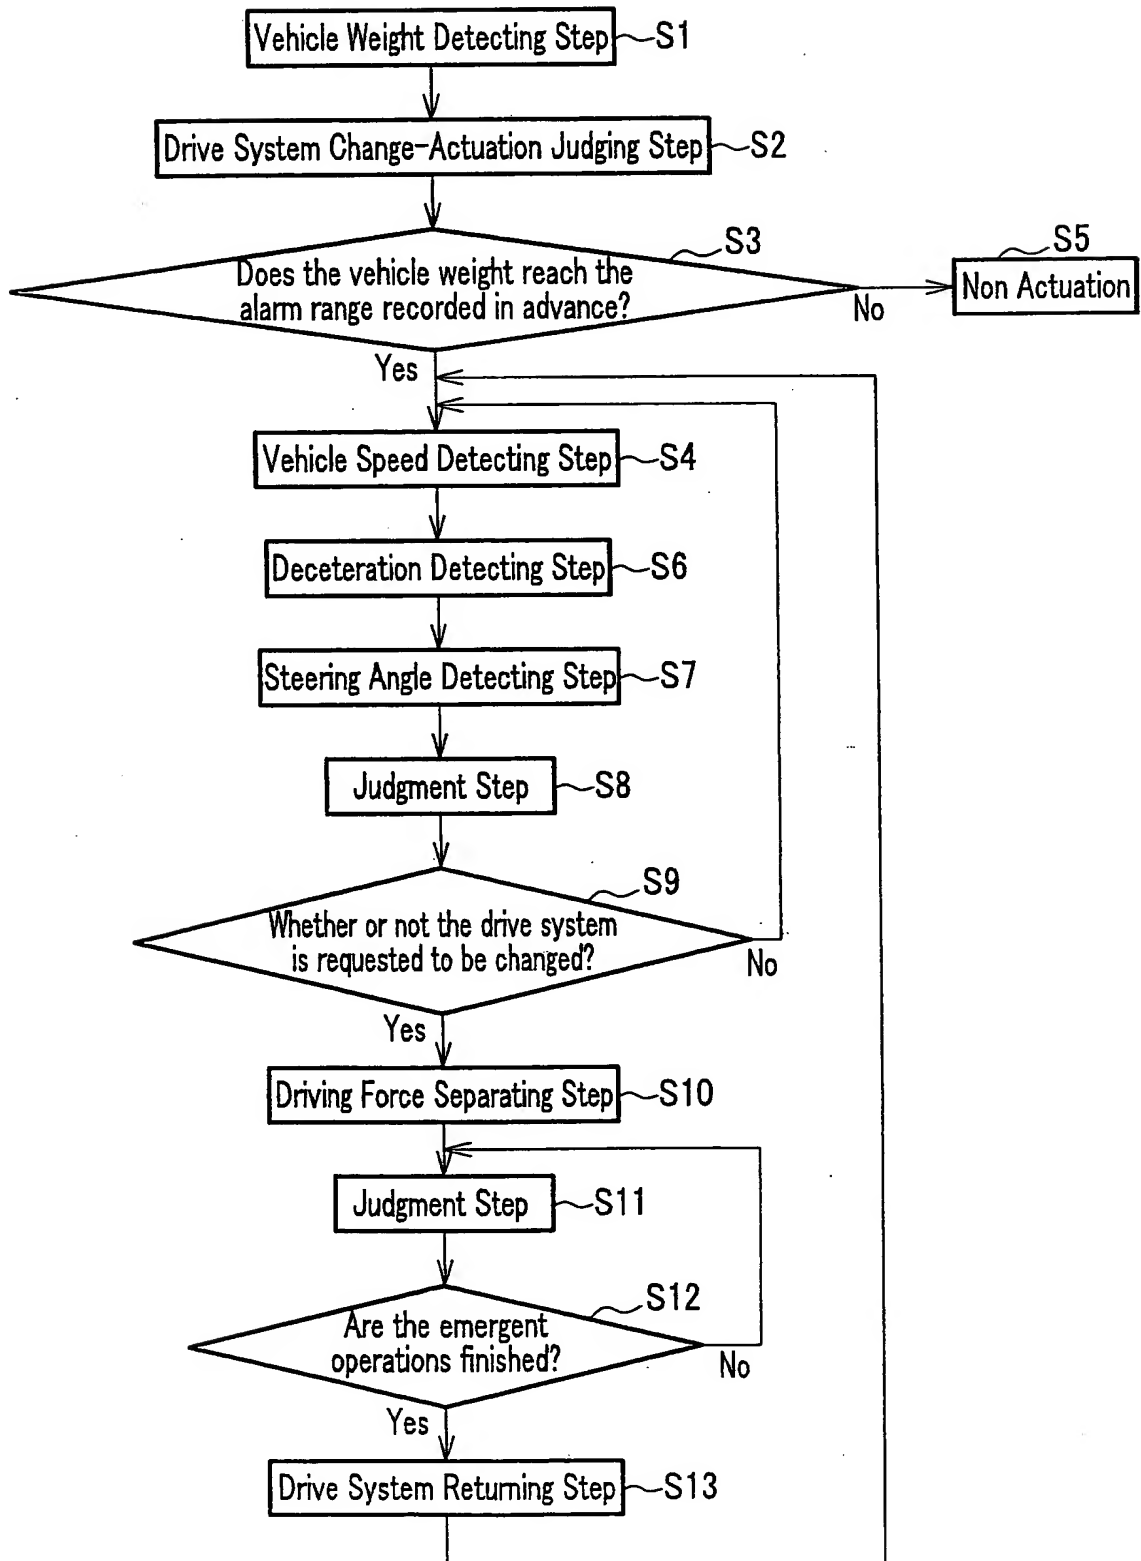 Vehicle Weight Detecting Step
S1
Drive System Change-Actuation Judging Step
S2
S3
Does the vehicle weight reach the
alarm range recorded in advance?
No
S5
Non Actuation
Yes
Vehicle Speed Detecting Step
S4
Deceteration Detecting Step
S6
Steering Angle Detecting Step
S7
Judgment Step
S8
S9
Whether or not the drive system
is requested to be changed?
No
Yes
Driving Force Separating Step
S10
Judgment Step
S11
S12
Are the emergent
operations finished?
No
Yes
Drive System Returning Step
S13